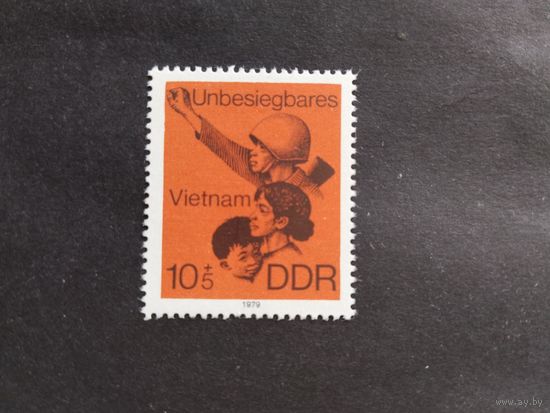 Unbesiegbares
Vietnam
10+5 DDR
1979
www.ay.by